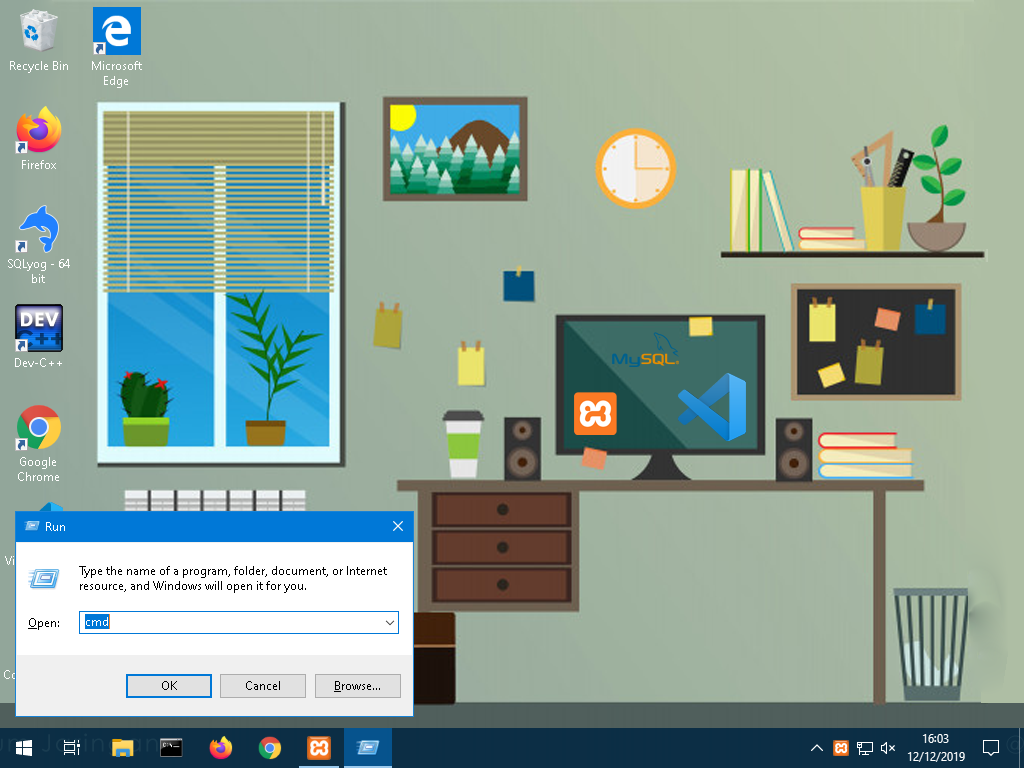 Recycle Bin
Microsoft
Edge
Firefox
SQLyog - 64
bit
DEV
C++
Dev-C++
Google
Chrome
MySQL
Run
Type the name of a program, folder, document, or Internet
resource, and Windows will open it for you.
Open:
cmd
OK
Cancel
Browse...
16:03
12/12/2019